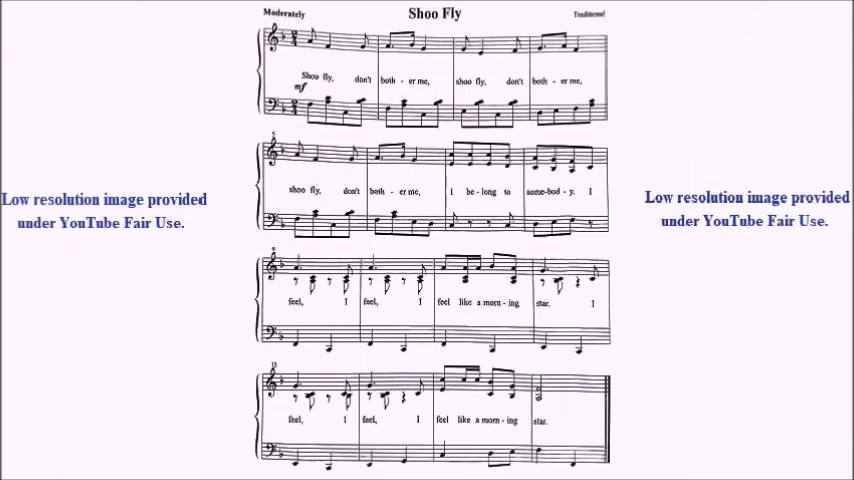 Moderately
Shoo Fly
Traditional
Shoo fly, don't both - er me, shoo fly, don't both - er me,
mf
5
shoo fly, don't both - er me, I be - long to some-bod - y. I
Low resolution image provided
under YouTube Fair Use.
Low resolution image provided
under YouTube Fair Use.
9
feel, I feel, I feel like a morn - ing star. I
13
feel, I feel, I feel like a morn - ing star.